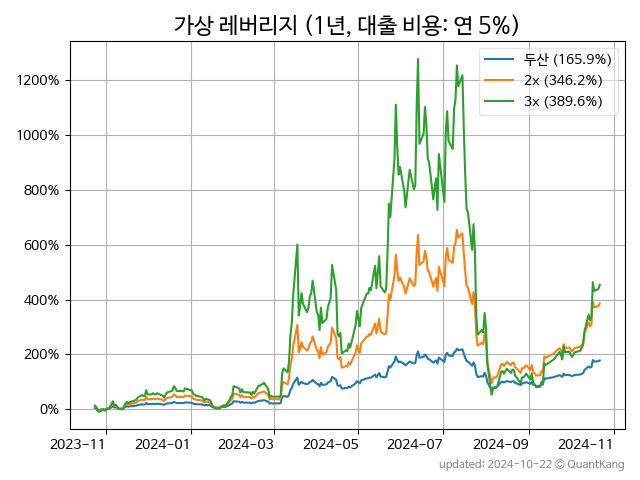 가상 레버리지 (1년, 대출 비용: 연 5%)
두산 (165.9%)
2x (346.2%)
3x (389.6%)
1200%
1000%
800%
600%
400%
200%
0%
2023-11 2024-01 2024-03 2024-05 2024-07 2024-09 2024-11
updated: 2024-10-22 © QuantKang